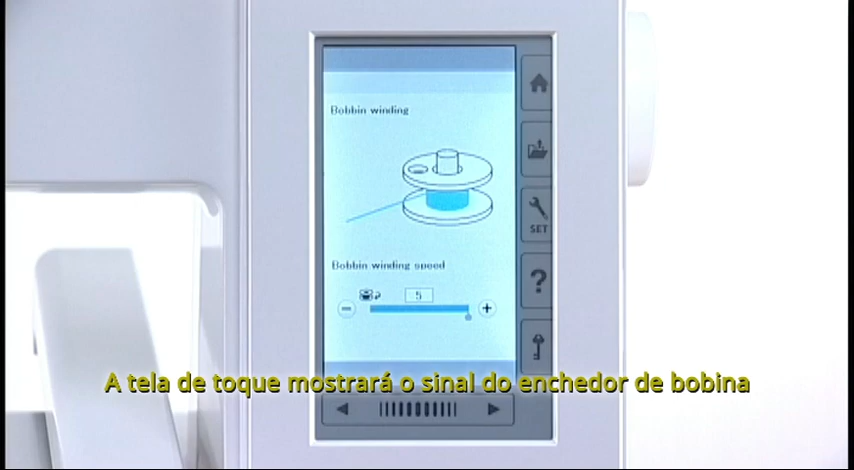 Bobbin winding
Bobbin winding speed
5
SET
?
A tela de toque mostrará o sinal do enchedor de bobina